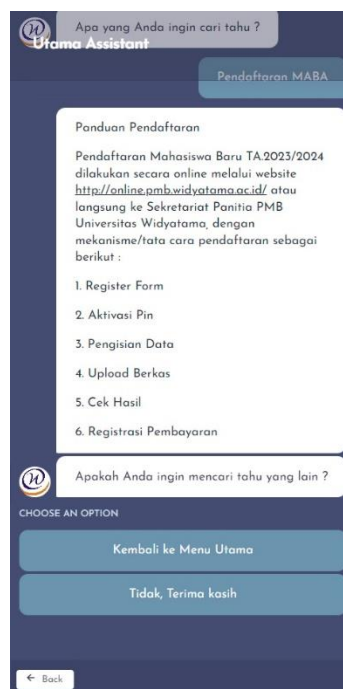 Apa yang Anda ingin cari tahu ?
Utama Assistant
Pendaftaran MABA
Panduan Pendaftaran
Pendaftaran Mahasiswa Baru TA.2023/2024
dilakukan secara online melalui website
http://online.pmb.widyatama.ac.id/ atau
langsung ke Sekretariat Panitia PMB
Universitas Widyatama, dengan
mekanisme/tata cara pendaftaran sebagai
berikut :
1. Register Form
2. Aktivasi Pin
3. Pengisian Data
4. Upload Berkas
5. Cek Hasil
6. Registrasi Pembayaran
Apakah Anda ingin mencari tahu yang lain ?
CHOOSE AN OPTION
Kembali ke Menu Utama
Tidak, Terima kasih
← Back